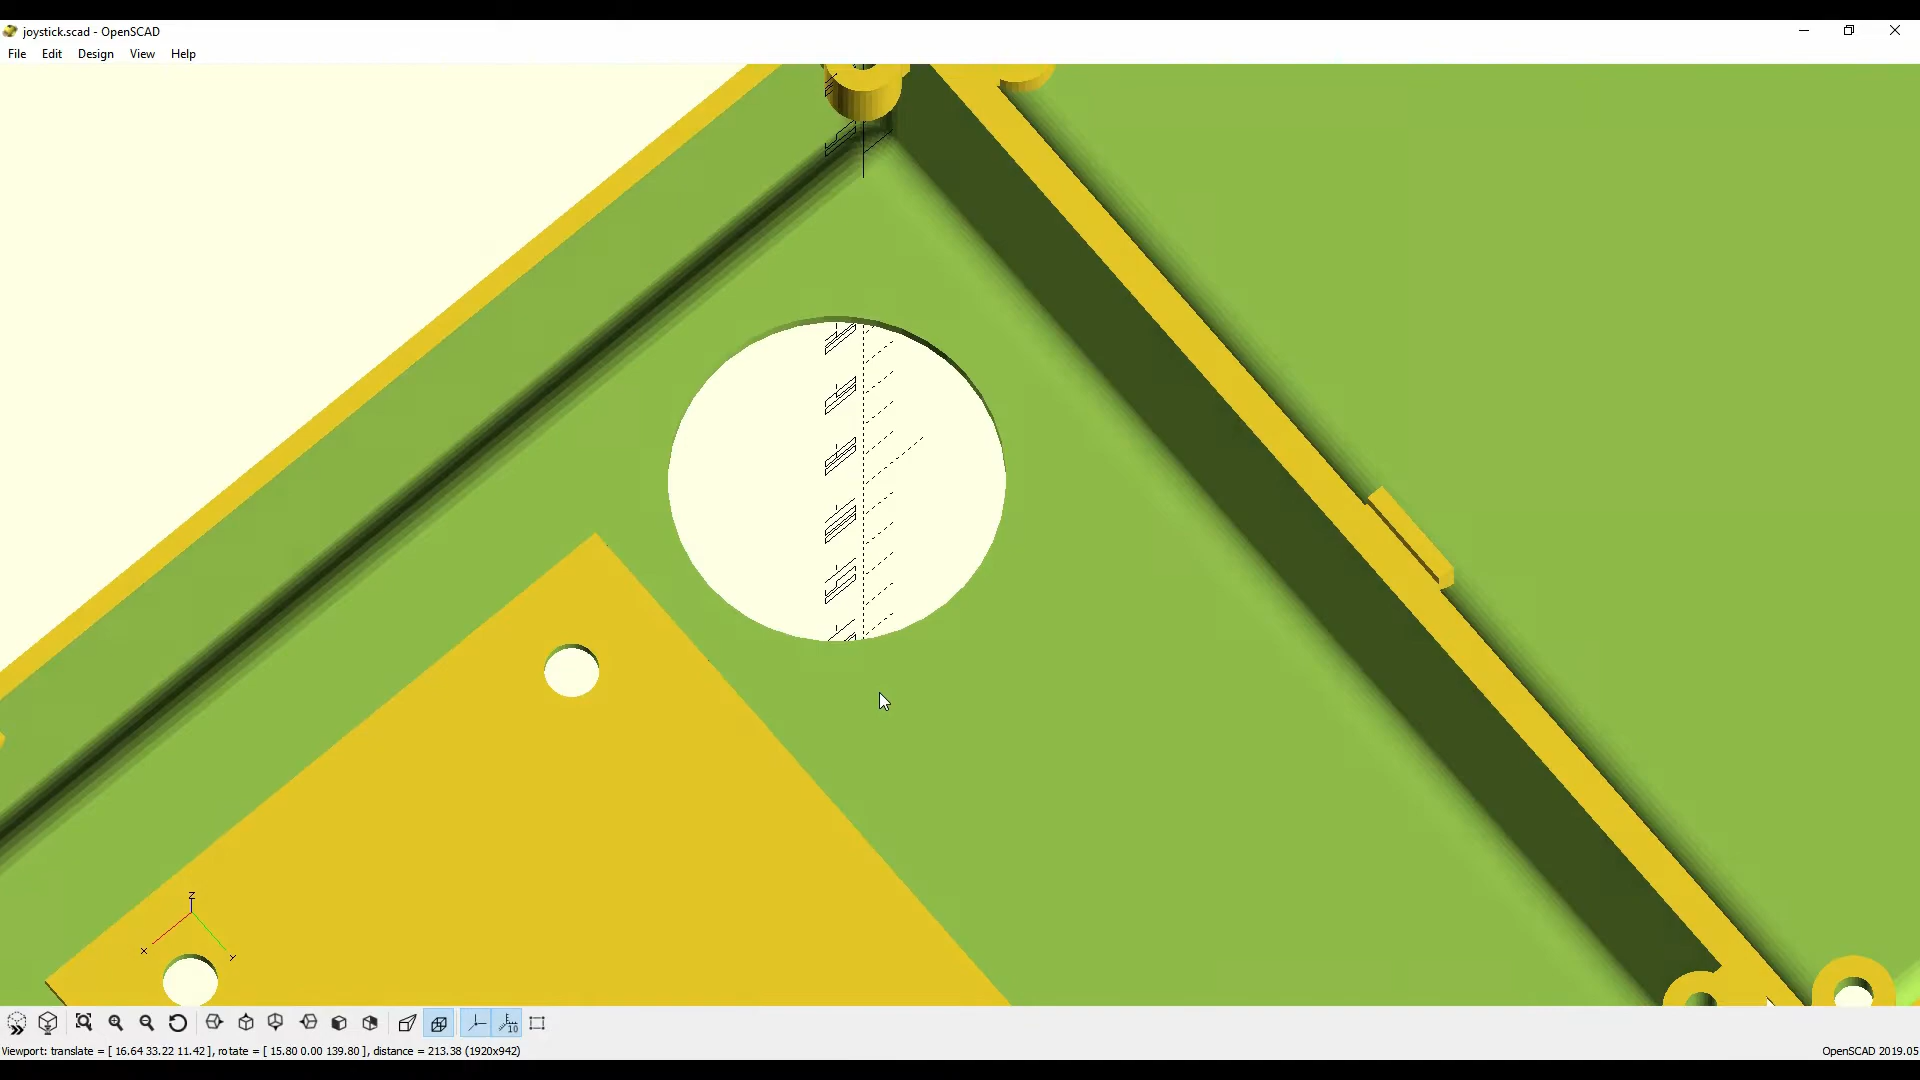 joystick.scad - OpenSCAD
File Edit Design View Help
z
x
y
10
Viewport: translate = [ 16.64 33.22 11.42 ], rotate = [ 15.80 0.00 139.80 ], distance = 213.38 (1920x942)
OpenSCAD 2019.05